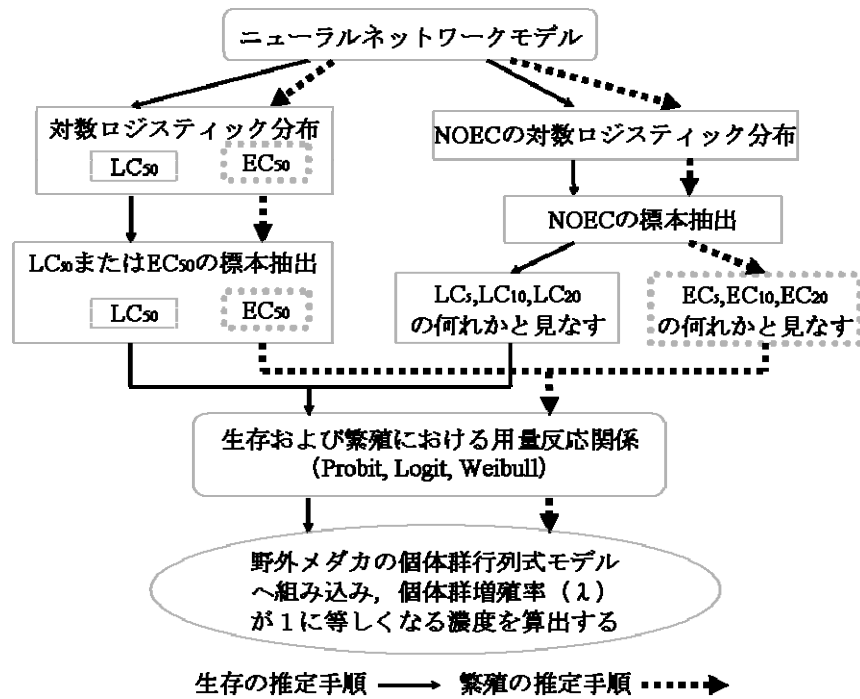 ニューラルネットワークモデル
対数ロジスティック分布
LC50
EC50
NOECの対数ロジスティック分布
NOECの標本抽出
LC50またはEC50の標本抽出
LC50
EC50
LC5,LC10,LC20
の何れかと見なす
EC5,EC10,EC20
の何れかと見なす
生存および繁殖における用量反応関係
(Probit, Logit, Weibull)
野外メダカの個体群行列式モデル
へ組み込み，個体群増殖率（λ）
が１に等しくなる濃度を算出する
生存の推定手順 繁殖の推定手順